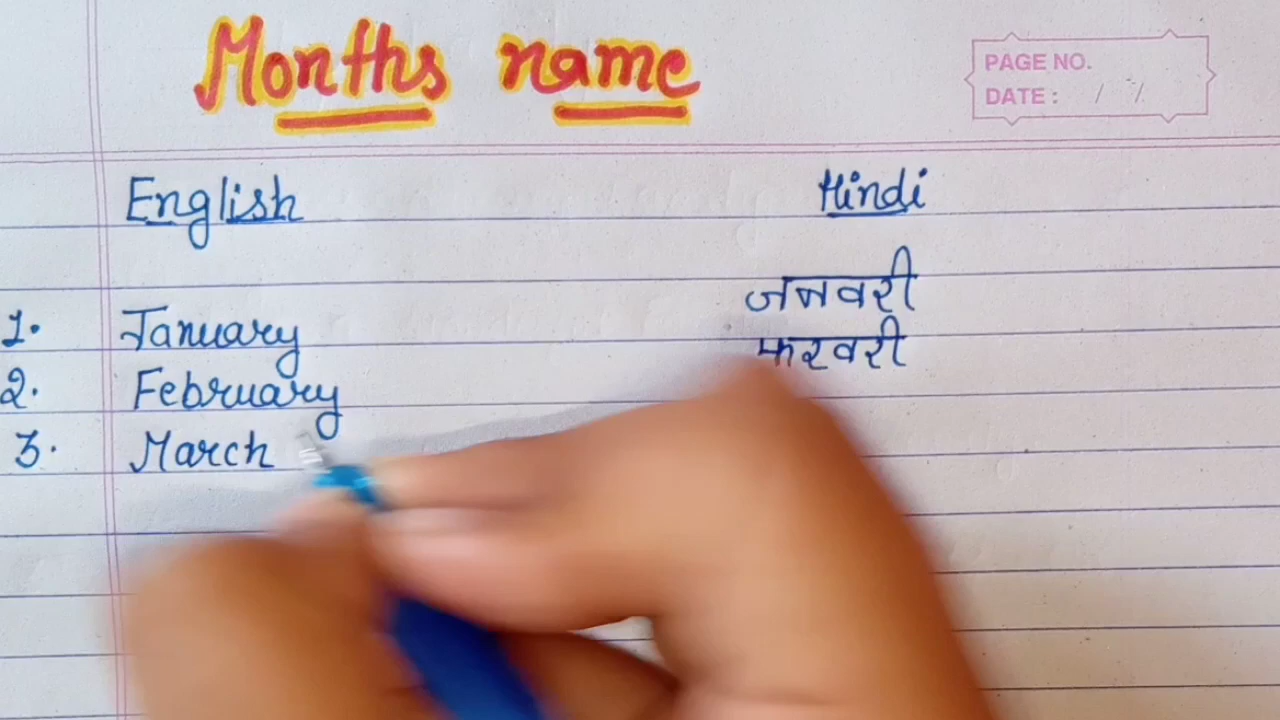 Months name
PAGE NO.
DATE : / /
English Hindi
1. January जनवरी
2. February फरवरी
3. March